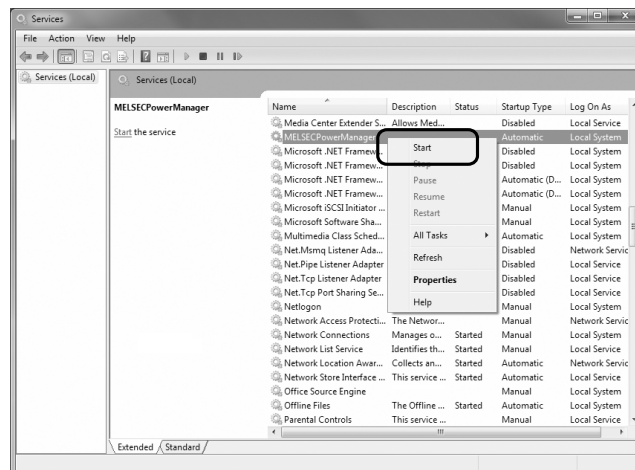 Services
File Action View Help
Services (Local)
Services (Local)
MELSECPowerManager
Start the service
Name Description Status Startup Type Log On As
Media Center Extender S... Allows Med... Disabled Local Service
MELSECPowerManager Automatic Local System
Microsoft .NET Framew... Disabled Local System
Microsoft .NET Framew... Disabled Local System
Microsoft .NET Framew... Automatic (D... Local System
Microsoft .NET Framew... Automatic (D... Local System
Microsoft iSCSI Initiator ... Manual Local System
Microsoft Software Sha... Manual Local System
Multimedia Class Sched... Automatic Local System
Net.Msmq Listener Ada... Disabled Network Servic
Net.Pipe Listener Adapter Disabled Local Service
Net.Tcp Listener Adapter Disabled Local Service
Net.Tcp Port Sharing Se... Disabled Local Service
Netlogon Manual Local System
Network Access Protecti... The Networ... Manual Network Servic
Network Connections Manages o... Started Manual Local System
Network List Service Identifies th... Started Manual Local Service
Network Location Awar... Collects an... Started Automatic Network Servic
Network Store Interface ... This service ... Started Automatic Local Service
Office Source Engine Manual Local System
Offline Files The Offline ... Started Automatic Local System
Parental Controls This service ... Manual Local Service
Start
Stop
Pause
Resume
Restart
All Tasks
Refresh
Properties
Help
Extended Standard